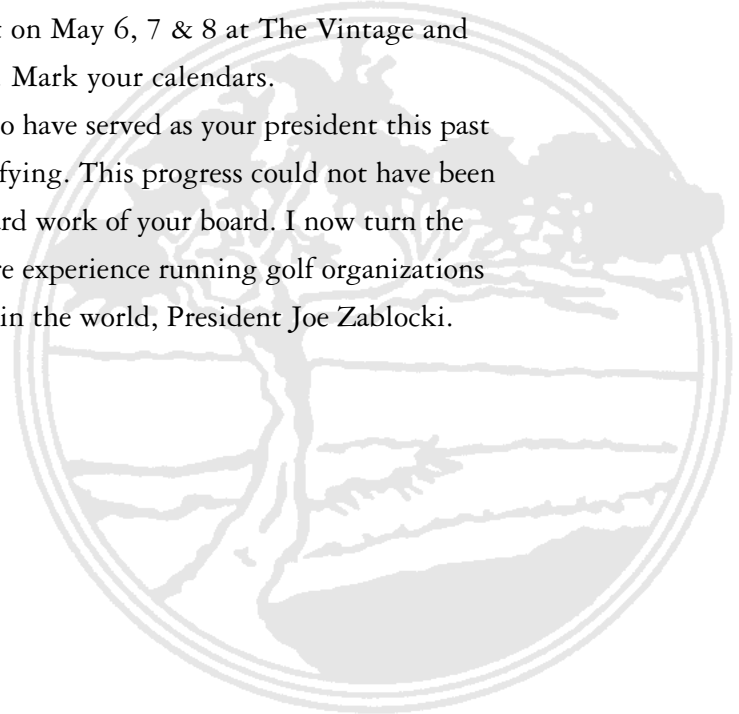 on May 6, 7 & 8 at The Vintage and
Mark your calendars.
o have served as your president this past
fying. This progress could not have been
rd work of your board. I now turn the
re experience running golf organizations
in the world, President Joe Zablocki.